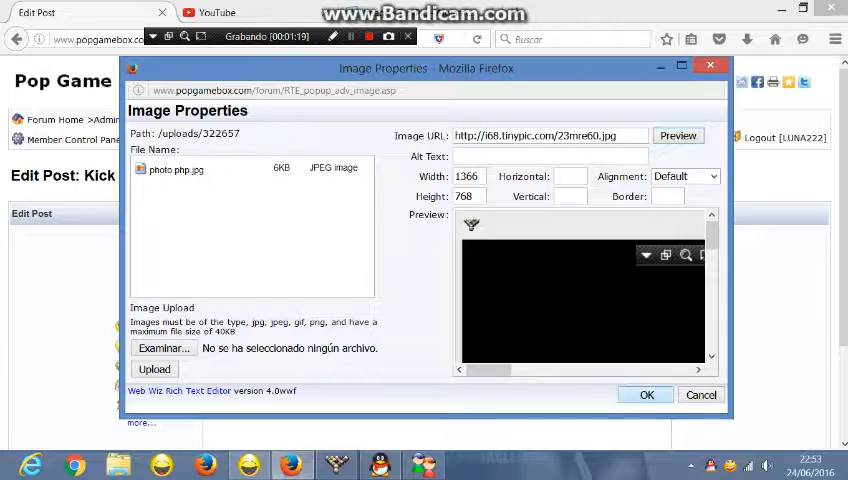 www.Bandicam.com
Edit Post
YouTube
www.popgamebox.co
Grabando [00:01:19]
Buscar
Pop Game
Image Properties - Mozilla Firefox
www.popgamebox.com/forum/RTE_popup_adv_image.asp
Image Properties
Forum Home >Admin
Member Control Pane
Logout [LUNA222]
Path: /uploads/322657
Image URL: http://i68.tinypic.com/23mre60.jpg Preview
File Name:
Alt Text:
photo.php.jpg 6KB JPEG image
Width: 1366 Horizontal: Alignment: Default
Height: 768 Vertical: Border:
Preview:
Edit Post: Kick
Edit Post
Image Upload
Images must be of the type, jpg, jpeg, gif, png, and have a
maximum file size of 40KB
Examinar... No se ha seleccionado ningún archivo.
Upload
Web Wiz Rich Text Editor version 4.0wwf
OK Cancel
more...
22:53
24/06/2016